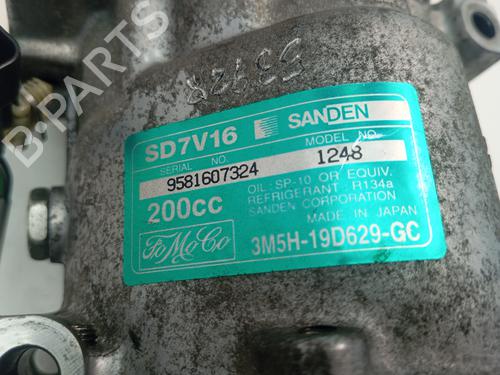 53928
SD7V16 SANDEN
SERIAL NO. MODEL NO.
9581607324 1248
200cc OIL : SP-10 OR EQUIV.
REFRIGERANT : R134a
SANDEN CORPORATION
MADE IN JAPAN
FoMoCo 3M5H-19D629-GC
B-PARTS